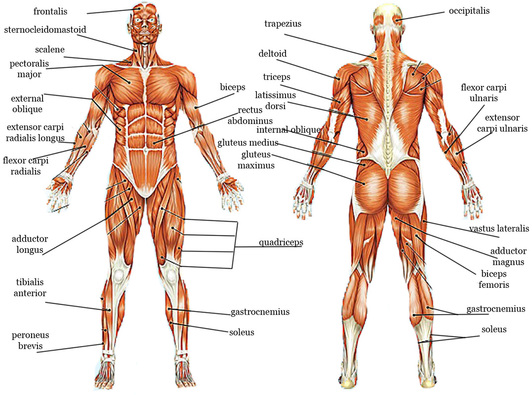 frontalis
sternocleidomastoid
scalene
pectoralis
major
external
oblique
extensor carpi
radialis longus
flexor carpi
radialis
adductor
longus
tibialis
anterior
peroneus
brevis
biceps
rectus
abdominus
quadriceps
gastrocnemius
soleus
trapezius
deltoid
triceps
latissimus
dorsi
internal oblique
gluteus medius
gluteus
maximus
occipitalis
flexor carpi
ulnaris
extensor
carpi ulnaris
vastus lateralis
adductor
magnus
biceps
femoris
gastrocnemius
soleus